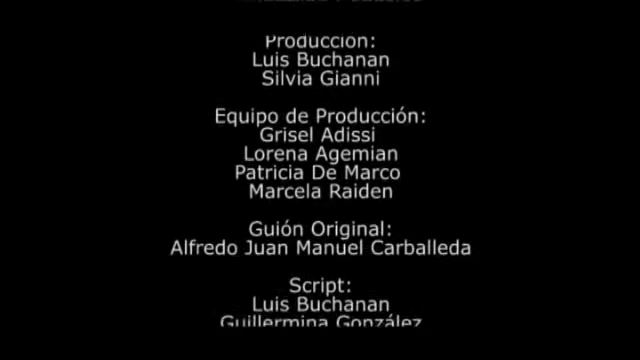 Producción:
Luis Buchanan
Silvia Gianni
Equipo de Producción:
Grisel Adissi
Lorena Agemian
Patricia De Marco
Marcela Raiden
Guión Original:
Alfredo Juan Manuel Carballeda
Script:
Luis Buchanan
Guillermina González